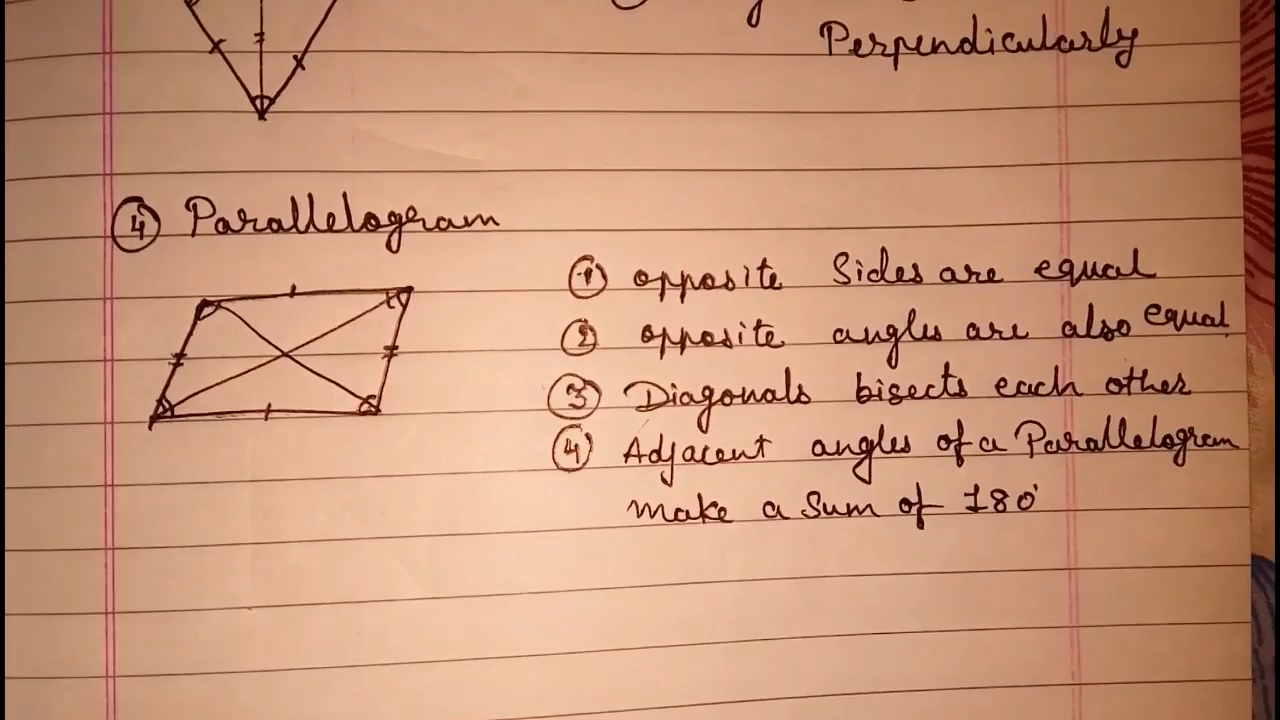 Perpendicularly
④ Parallelogram
① opposite Sides are equal
② opposite angles are also equal
③ Diagonals bisects each other
④ Adjacent angles of a Parallelogram
make a sum of 180°